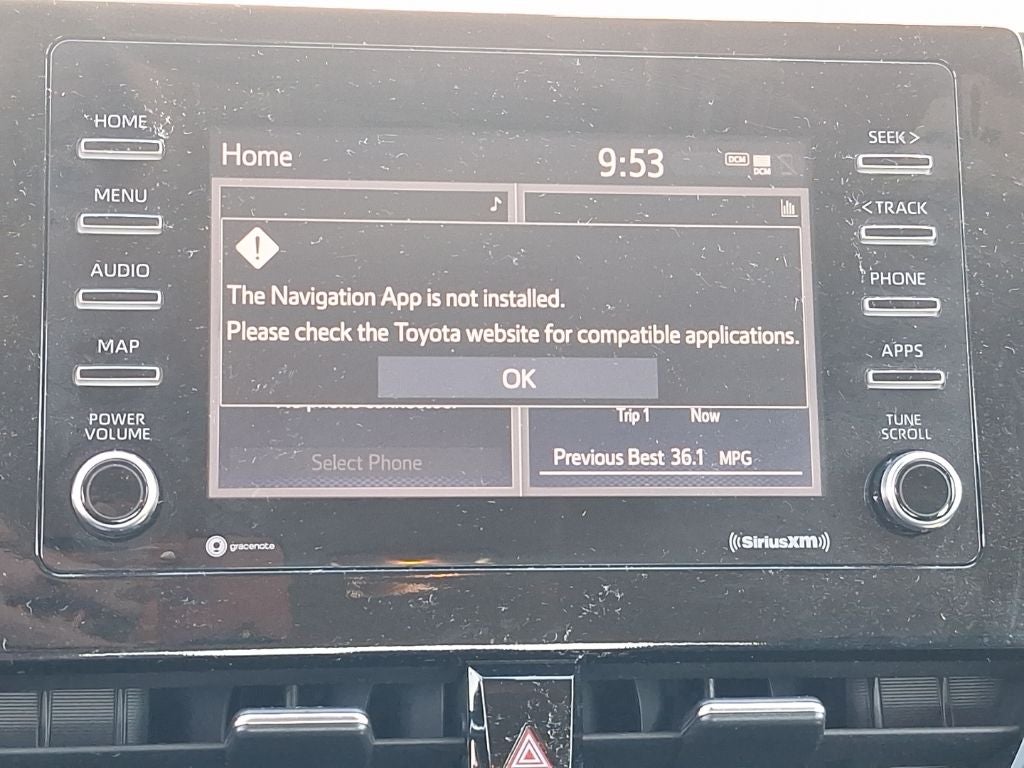 HOME
MENU
AUDIO
MAP
POWER
VOLUME
Home
9:53
DCM
DCM
The Navigation App is not installed.
Please check the Toyota website for compatible applications.
OK
Trip 1 Now
Select Phone
Previous Best 36.1 MPG
SEEK >
< TRACK
PHONE
APPS
TUNE
SCROLL
gracenote
((SiriusXM))